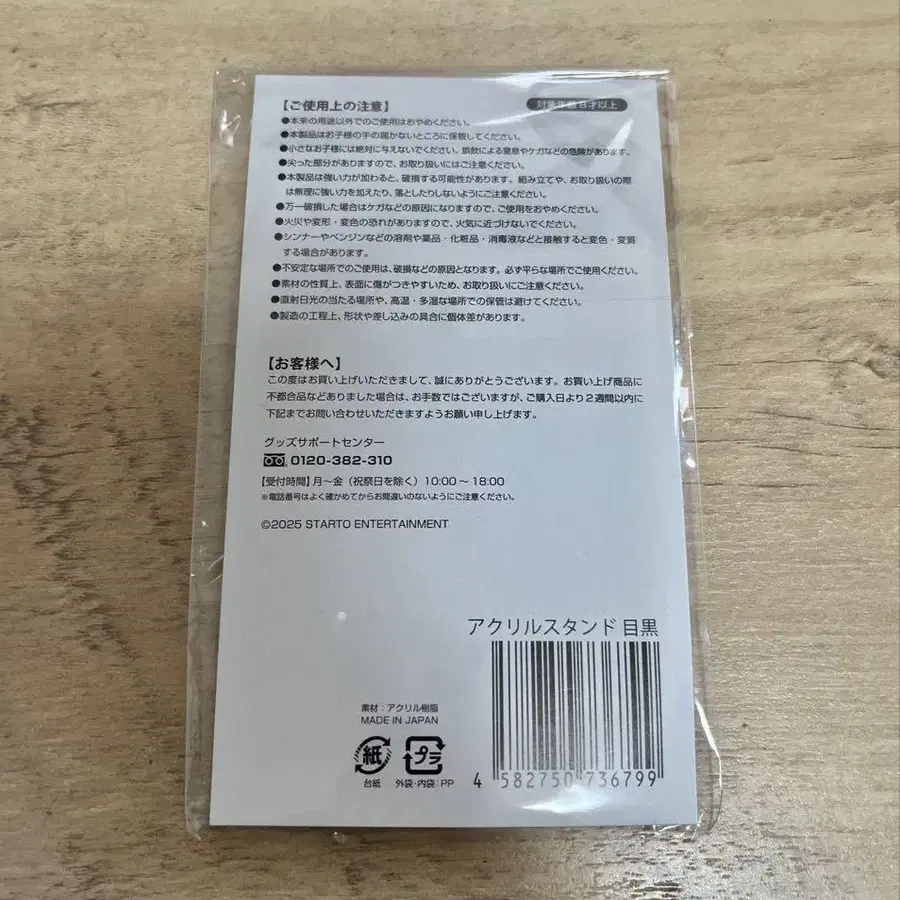 【ご使用上の注意】
対象年齢8才以上
●本来の用途以外でのご使用はおやめください。
●本製品はお子様の手の届かないところに保管してください。
●小さなお子様には絶対に与えないでください。誤飲による窒息やケガなどの危険があります。
●尖った部分がありますので、お取り扱いにはご注意ください。
●本製品は強い力が加わると、破損する可能性があります。組み立てや、お取り扱いの際
は無理に強い力を加えたり、落としたりしないようにご注意ください。
●万一破損した場合はケガなどの原因になりますので、ご使用をおやめください。
●火災や変形・変色の恐れがありますので、火気に近づけないでください。
●シンナーやベンジンなどの溶剤や薬品・化粧品・消毒液などと接触すると変色・変質
する場合があります。
●不安定な場所でのご使用は、破損などの原因となります。必ず平らな場所でご使用ください。
●素材の性質上、表面に傷がつきやすいため、お取り扱いにご注意ください。
●直射日光の当たる場所や、高温・多湿な場所での保管は避けてください。
●製造の工程上、形状や差し込みの具合に個体差があります。
【お客様へ】
この度はお買い上げいただきまして、誠にありがとうございます。お買い上げ商品に
不都合品などありました場合は、お手数ではございますが、ご購入日より2週間以内に
下記までお問い合わせいただきますようお願い申し上げます。
グッズサポートセンター
0120-382-310
【受付時間】月～金（祝祭日を除く）10:00～18:00
※電話番号はよく確かめてからお間違いのないようにご注意ください。
©2025 STARTO ENTERTAINMENT
アクリルスタンド 目黒
素材：アクリル樹脂
MADE IN JAPAN
紙 プラ
台紙 外袋・内袋：PP
4 582750 736799